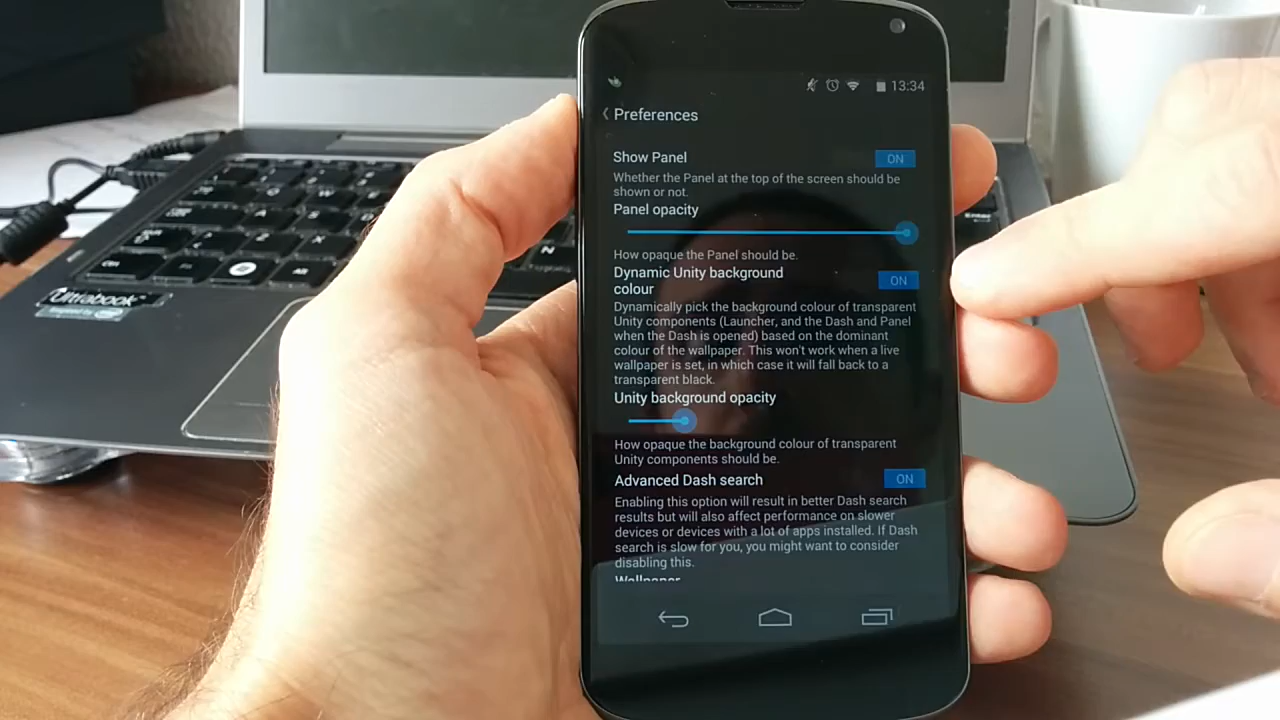 13:34
Preferences
Show Panel
ON
Whether the Panel at the top of the screen should be
shown or not.
Panel opacity
How opaque the Panel should be.
Dynamic Unity background
colour
ON
Dynamically pick the background colour of transparent
Unity components (Launcher, and the Dash and Panel
when the Dash is opened) based on the dominant
colour of the wallpaper. This won't work when a live
wallpaper is set, in which case it will fall back to a
transparent black.
Unity background opacity
How opaque the background colour of transparent
Unity components should be.
Advanced Dash search
ON
Enabling this option will result in better Dash search
results but will also affect performance on slower
devices or devices with a lot of apps installed. If Dash
search is slow for you, you might want to consider
disabling this.
Wallpaper
Ctrl
Fn
Alt
Z
X
N
Enter
Ultrabook